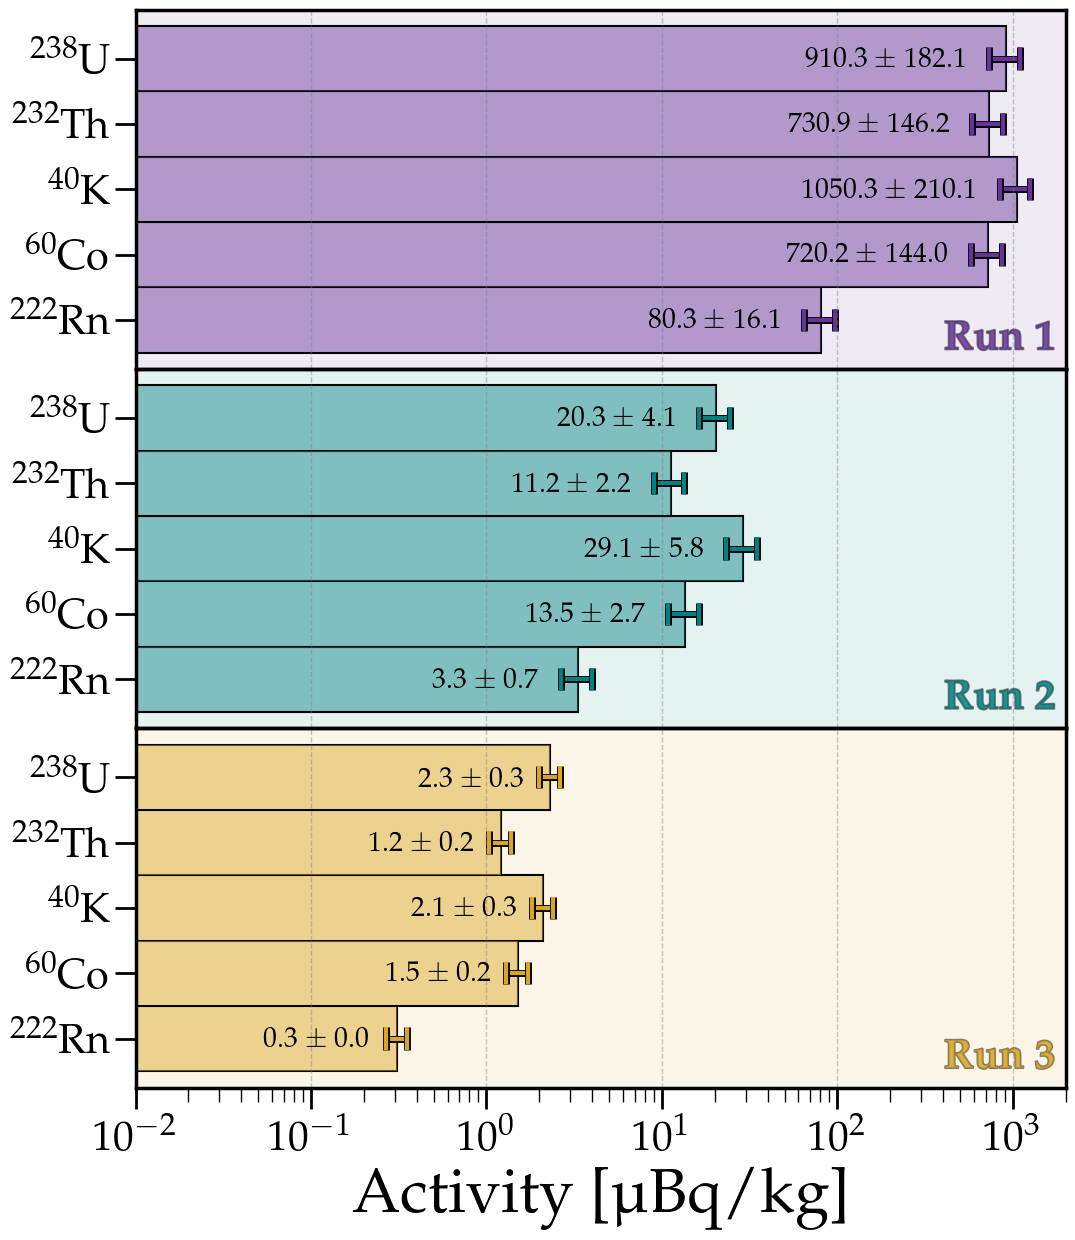 ²³⁸U 910.3 ± 182.1
²³²Th 730.9 ± 146.2
⁴⁰K 1050.3 ± 210.1
⁶⁰Co 720.2 ± 144.0
²²²Rn 80.3 ± 16.1
Run 1
²³⁸U 20.3 ± 4.1
²³²Th 11.2 ± 2.2
⁴⁰K 29.1 ± 5.8
⁶⁰Co 13.5 ± 2.7
²²²Rn 3.3 ± 0.7
Run 2
²³⁸U 2.3 ± 0.3
²³²Th 1.2 ± 0.2
⁴⁰K 2.1 ± 0.3
⁶⁰Co 1.5 ± 0.2
²²²Rn 0.3 ± 0.0
Run 3
10⁻² 10⁻¹ 10⁰ 10¹ 10² 10³
Activity [µBq/kg]